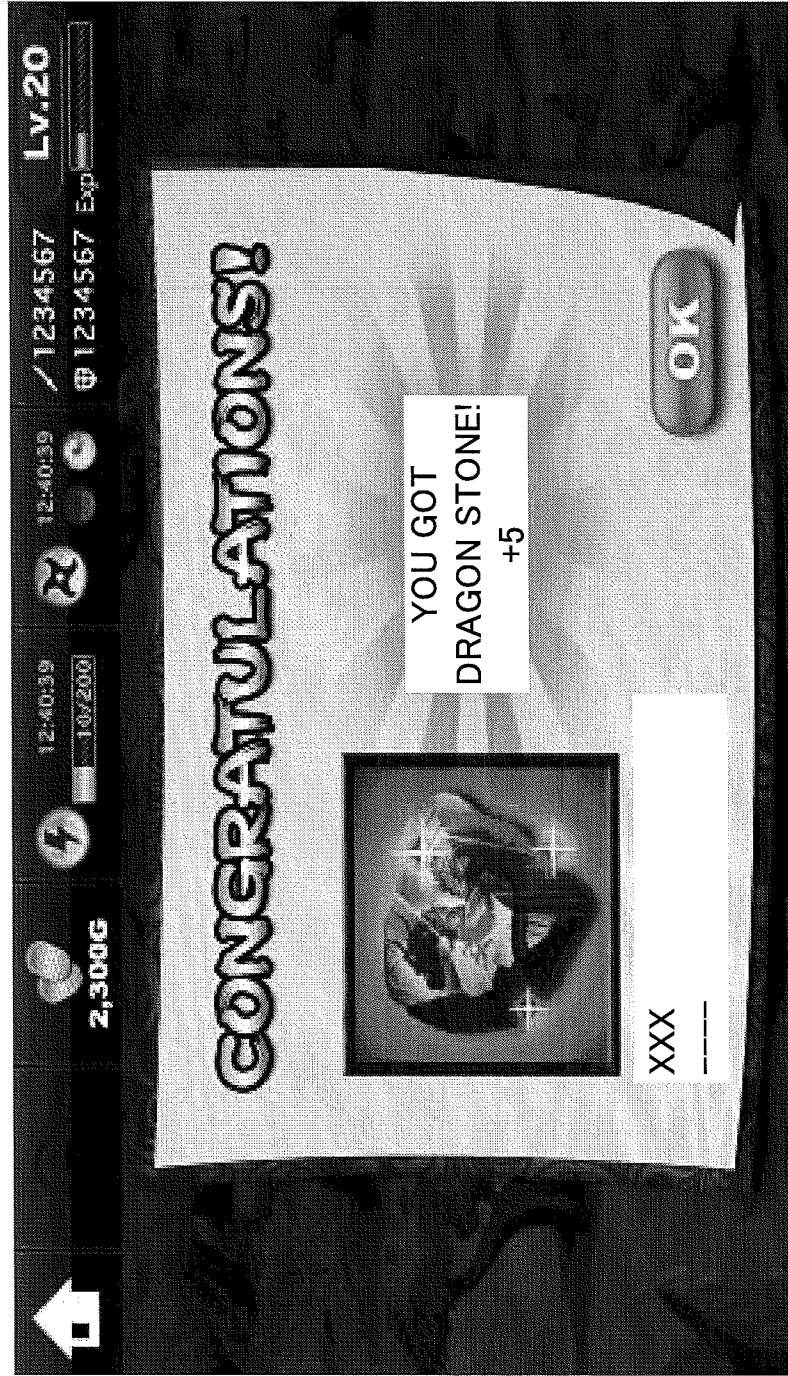 2,300G
12:40:39
10/200
12:40:39
1234567
1234567 Exp
Lv.20
CONGRATULATIONS!
YOU GOT
DRAGON STONE!
+5
XXX
----
OK